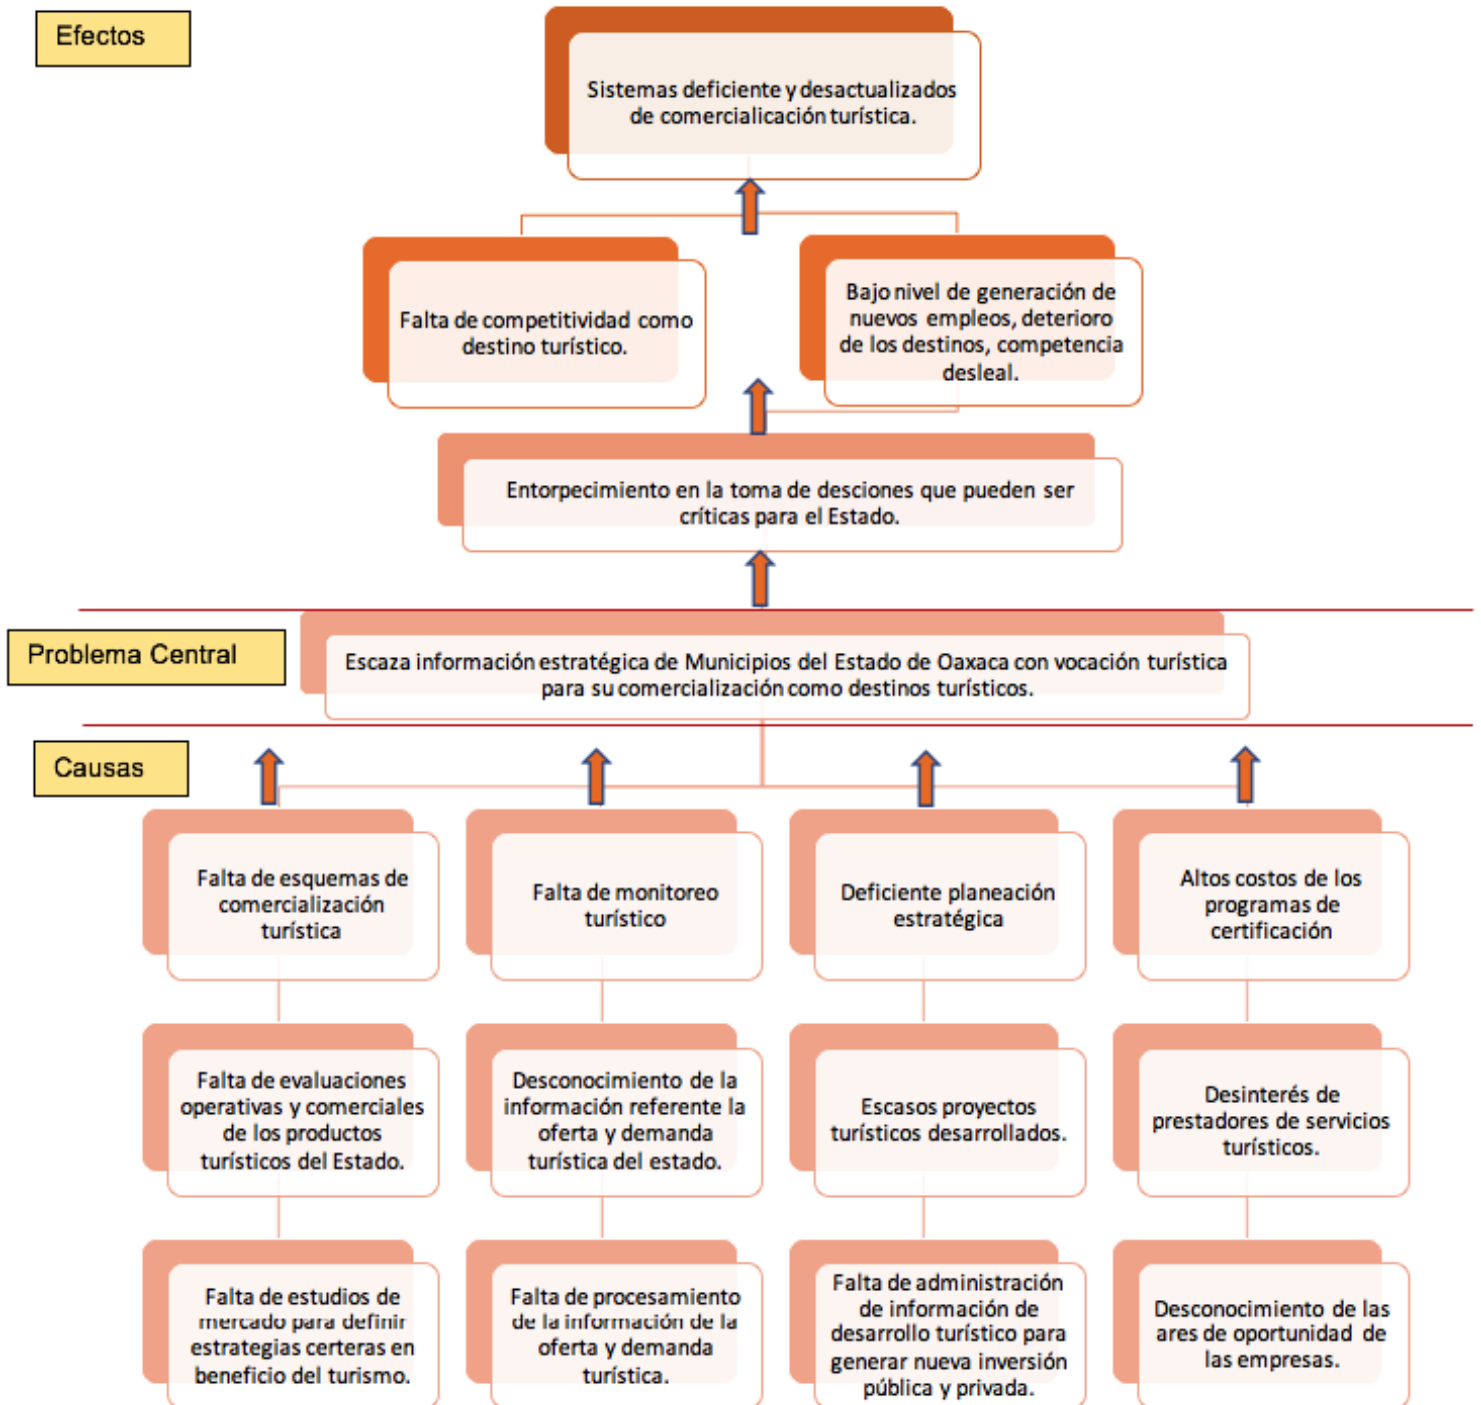 Efectos
Sistemas deficiente y desactualizados
de comercialicación turística.
Falta de competitividad como
destino turístico.
Bajo nivel de generación de
nuevos empleos, deterioro
de los destinos, competencia
desleal.
Entorpecimiento en la toma de desciones que pueden ser
críticas para el Estado.
Problema Central
Escaza información estratégica de Municipios del Estado de Oaxaca con vocación turística
para su comercialización como destinos turísticos.
Causas
Falta de esquemas de
comercialización
turística
Falta de monitoreo
turístico
Deficiente planeación
estratégica
Altos costos de los
programas de
certificación
Falta de evaluaciones
operativas y comerciales
de los productos
turísticos del Estado.
Desconocimiento de la
información referente la
oferta y demanda
turística del estado.
Escasos proyectos
turísticos desarrollados.
Desinterés de
prestadores de servicios
turísticos.
Falta de estudios de
mercado para definir
estrategias certeras en
beneficio del turismo.
Falta de procesamiento
de la información de la
oferta y demanda
turística.
Falta de administración
de información de
desarrollo turístico para
generar nueva inversión
pública y privada.
Desconocimiento de las
ares de oportunidad de
las empresas.